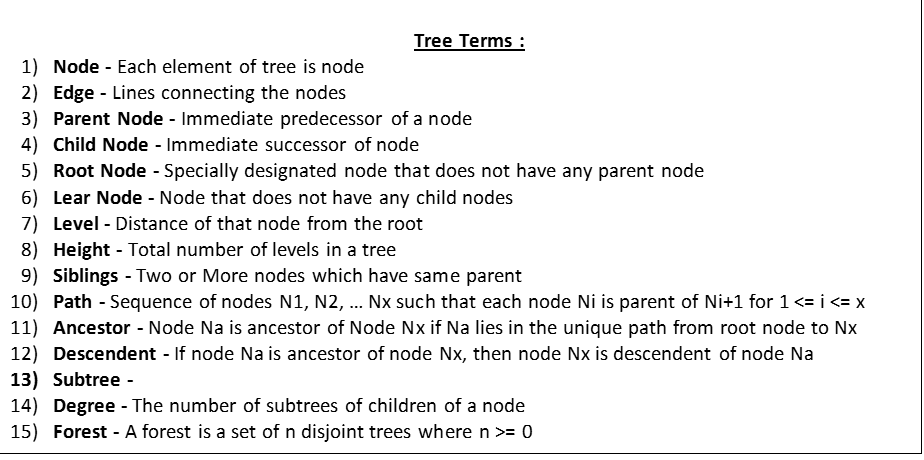 Tree Terms :
1) Node - Each element of tree is node
2) Edge - Lines connecting the nodes
3) Parent Node - Immediate predecessor of a node
4) Child Node - Immediate successor of node
5) Root Node - Specially designated node that does not have any parent node
6) Lear Node - Node that does not have any child nodes
7) Level - Distance of that node from the root
8) Height - Total number of levels in a tree
9) Siblings - Two or More nodes which have same parent
10) Path - Sequence of nodes N1, N2, ... Nx such that each node Ni is parent of Ni+1 for 1 <= i <= x
11) Ancestor - Node Na is ancestor of Node Nx if Na lies in the unique path from root node to Nx
12) Descendent - If node Na is ancestor of node Nx, then node Nx is descendent of node Na
13) Subtree -
14) Degree - The number of subtrees of children of a node
15) Forest - A forest is a set of n disjoint trees where n >= 0